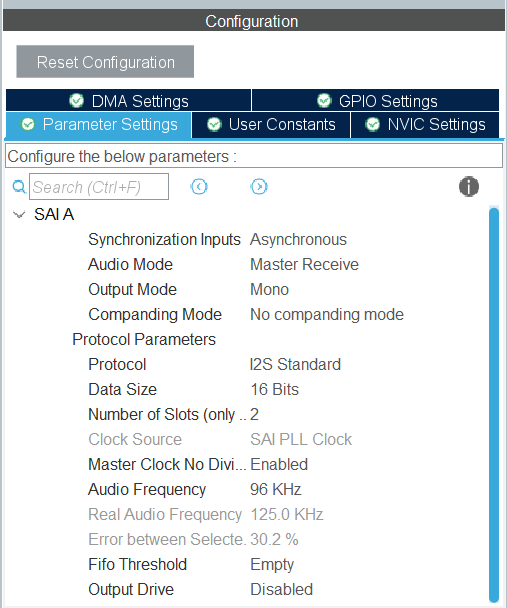 Configuration
Reset Configuration
DMA Settings GPIO Settings
Parameter Settings User Constants NVIC Settings
Configure the below parameters :
Search (Ctrl+F) i
SAI A
Synchronization Inputs Asynchronous
Audio Mode Master Receive
Output Mode Mono
Companding Mode No companding mode
Protocol Parameters
Protocol I2S Standard
Data Size 16 Bits
Number of Slots (only .. 2
Clock Source SAI PLL Clock
Master Clock No Divi... Enabled
Audio Frequency 96 KHz
Real Audio Frequency 125.0 KHz
Error between Selecte. 30.2 %
Fifo Threshold Empty
Output Drive Disabled